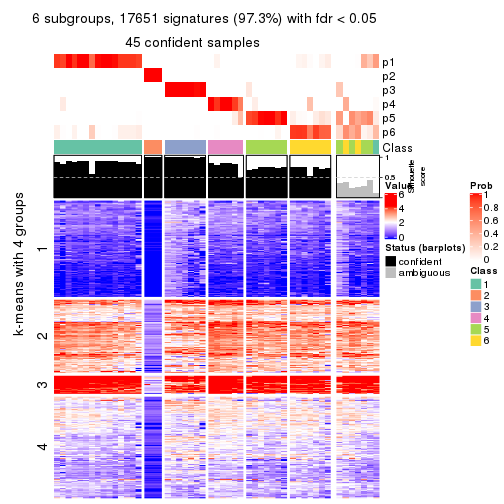 6 subgroups, 17651 signatures (97.3%) with fdr < 0.05
45 confident samples
p1
p2
p3
p4
p5
p6
Class
1
0.5
0
Silhouette
score
k-means with 4 groups
1
2
3
4
Value
6
4
2
0
Status (barplots)
confident
ambiguous
Prob
1
0.8
0.6
0.4
0.2
0
Class
1
2
3
4
5
6